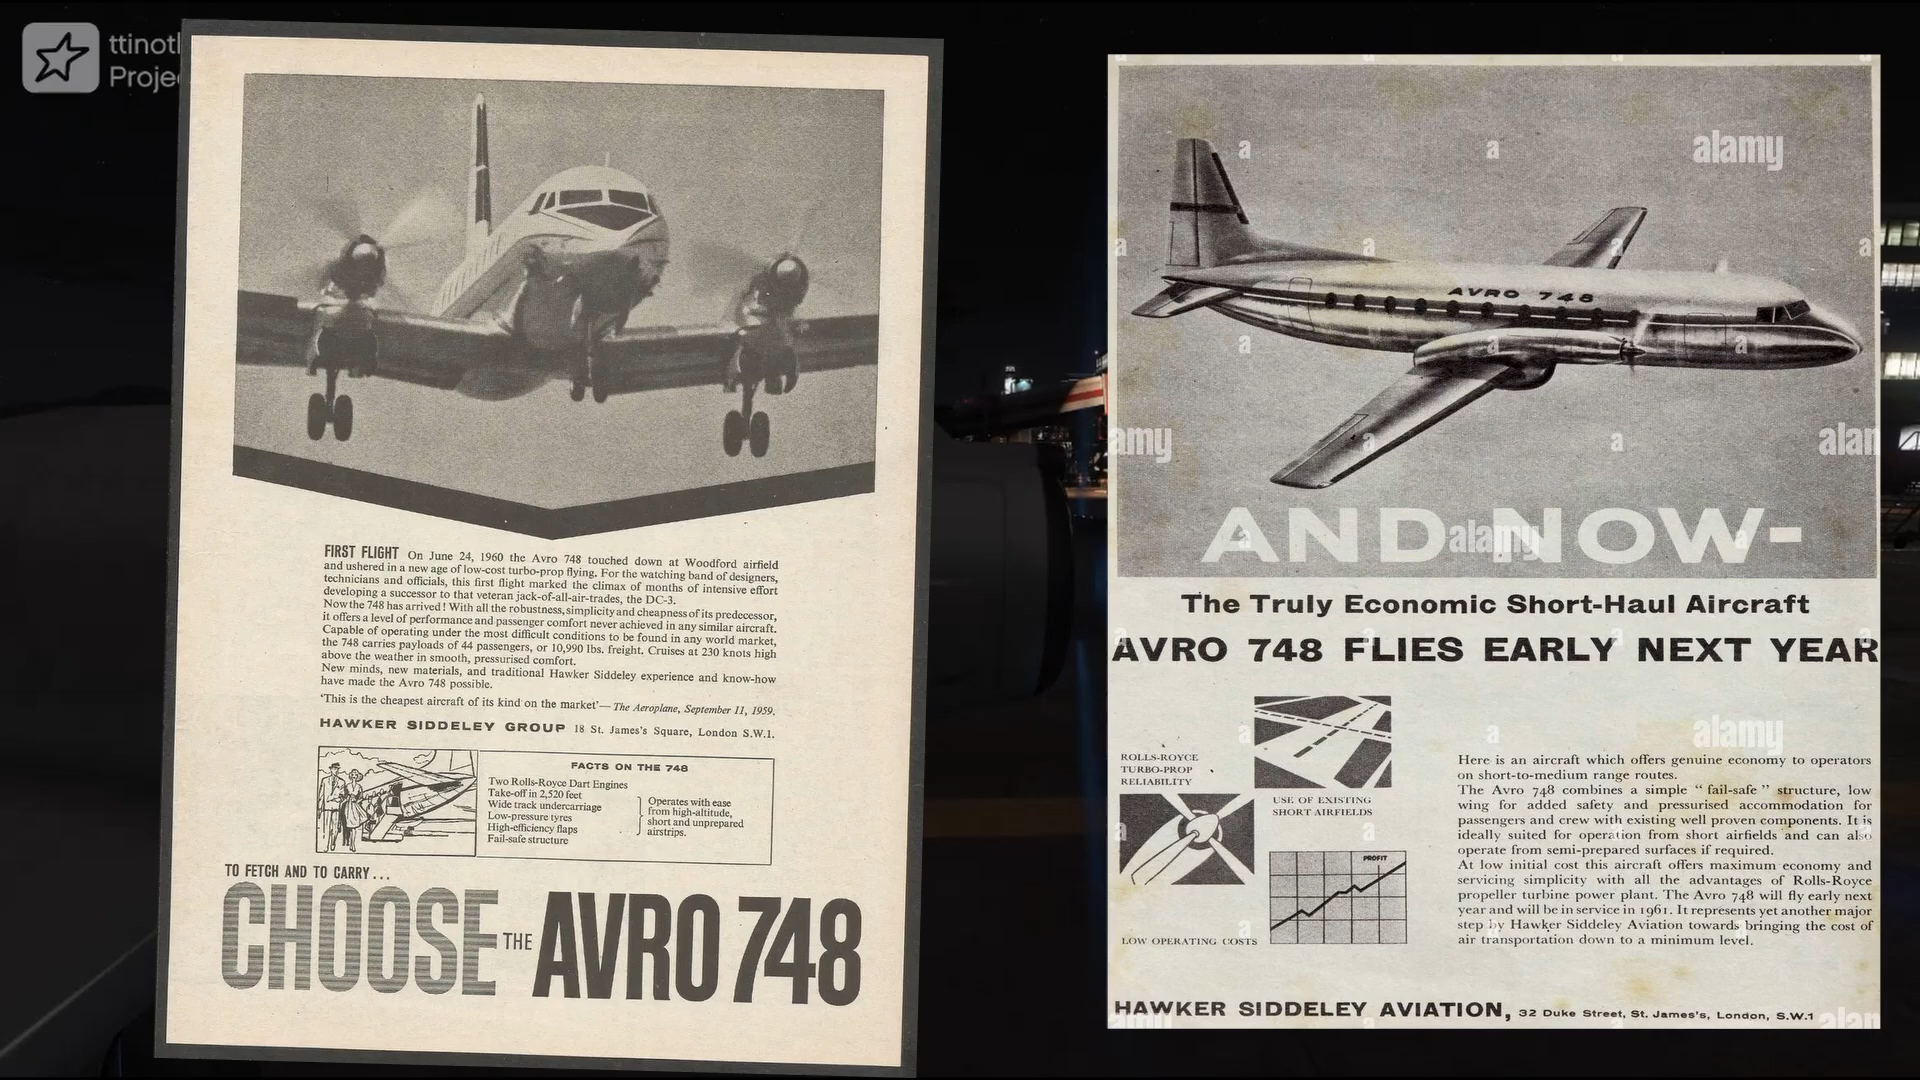 ttinotl
Projec
FIRST FLIGHT On June 24, 1960 the Avro 748 touched down at Woodford airfield
and ushered in a new age of low-cost turbo-prop flying. For the watching band of designers,
technicians and officials, this first flight marked the climax of months of intensive effort
developing a successor to that veteran jack-of-all-air-trades, the DC-3.
Now the 748 has arrived! With all the robustness, simplicity and cheapness of its predecessor,
it offers a level of performance and passenger comfort never achieved in any similar aircraft.
Capable of operating under the most difficult conditions to be found in any world market,
the 748 carries payloads of 44 passengers, or 10,990 lbs. freight. Cruises at 230 knots high
above the weather in smooth, pressurised comfort.
New minds, new materials, and traditional Hawker Siddeley experience and know-how
have made the Avro 748 possible.
'This is the cheapest aircraft of its kind on the market'— The Aeroplane, September 11, 1959.
HAWKER SIDDELEY GROUP 18 St. James's Square, London S.W.1.
FACTS ON THE 748
Two Rolls-Royce Dart Engines
Take-off in 2,520 feet
Wide track undercarriage
Low-pressure tyres
High-efficiency flaps
Fail-safe structure
Operates with ease
from high-altitude,
short and unprepared
airstrips.
TO FETCH AND TO CARRY...
CHOOSE THE AVRO 748
alamy
AVRO 748
AND NOW-
The Truly Economic Short-Haul Aircraft
AVRO 748 FLIES EARLY NEXT YEAR
ROLLS-ROYCE
TURBO-PROP
RELIABILITY
USE OF EXISTING
SHORT AIRFIELDS
PROFIT
LOW OPERATING COSTS
Here is an aircraft which offers genuine economy to operators
on short-to-medium range routes.
The Avro 748 combines a simple “ fail-safe ” structure, low
wing for added safety and pressurised accommodation for
passengers and crew with existing well proven components. It is
ideally suited for operation from short airfields and can also
operate from semi-prepared surfaces if required.
At low initial cost this aircraft offers maximum economy and
servicing simplicity with all the advantages of Rolls-Royce
propeller turbine power plant. The Avro 748 will fly early next
year and will be in service in 1961. It represents yet another major
step by Hawker Siddeley Aviation towards bringing the cost of
air transportation down to a minimum level.
HAWKER SIDDELEY AVIATION, 32 Duke Street, St. James's, London, S.W.1